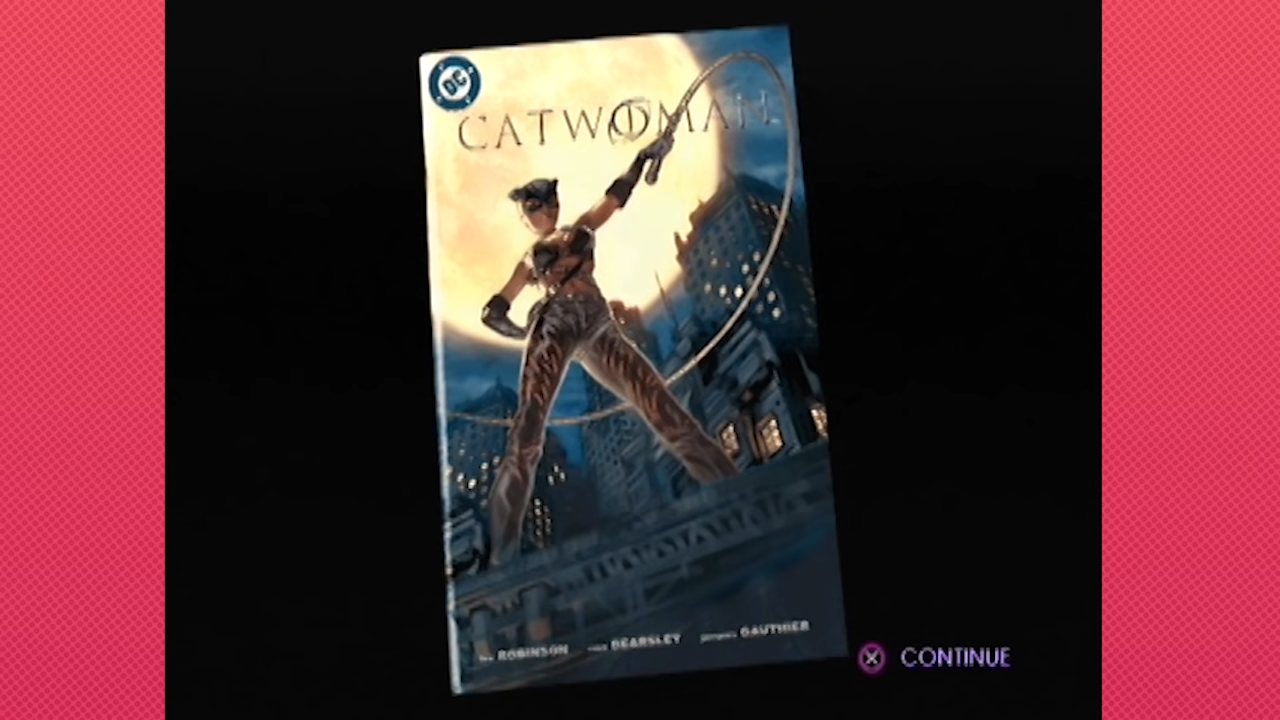 DC
CATWOMAN
ROBINSON BEARSLEY GAUTHIER
CONTINUE